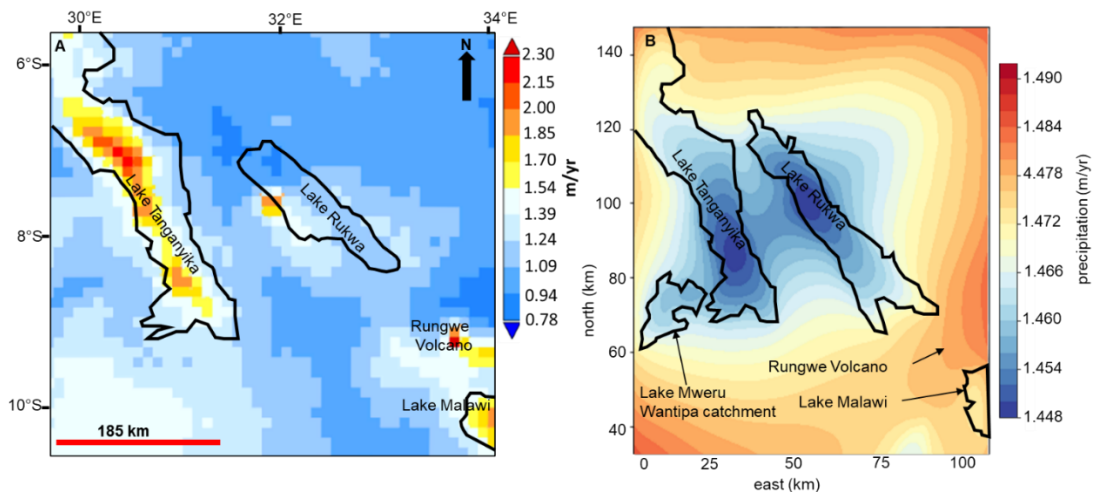 30°E
32°E
34°E
A
N
6°S
8°S
10°S
Lake Tanganyika
Lake Rukwa
Rungwe
Volcano
Lake Malawi
185 km
2.30
2.15
2.00
1.85
1.70
1.54
1.39
1.24
1.09
0.94
0.78
m/yr
B
140
120
100
80
60
40
north (km)
Lake Tanganyika
Lake Rukwa
Rungwe Volcano
Lake Mweru
Wantipa catchment
Lake Malawi
0
25
50
75
100
east (km)
1.490
1.484
1.478
1.472
1.466
1.460
1.454
1.448
precipitation (m/yr)